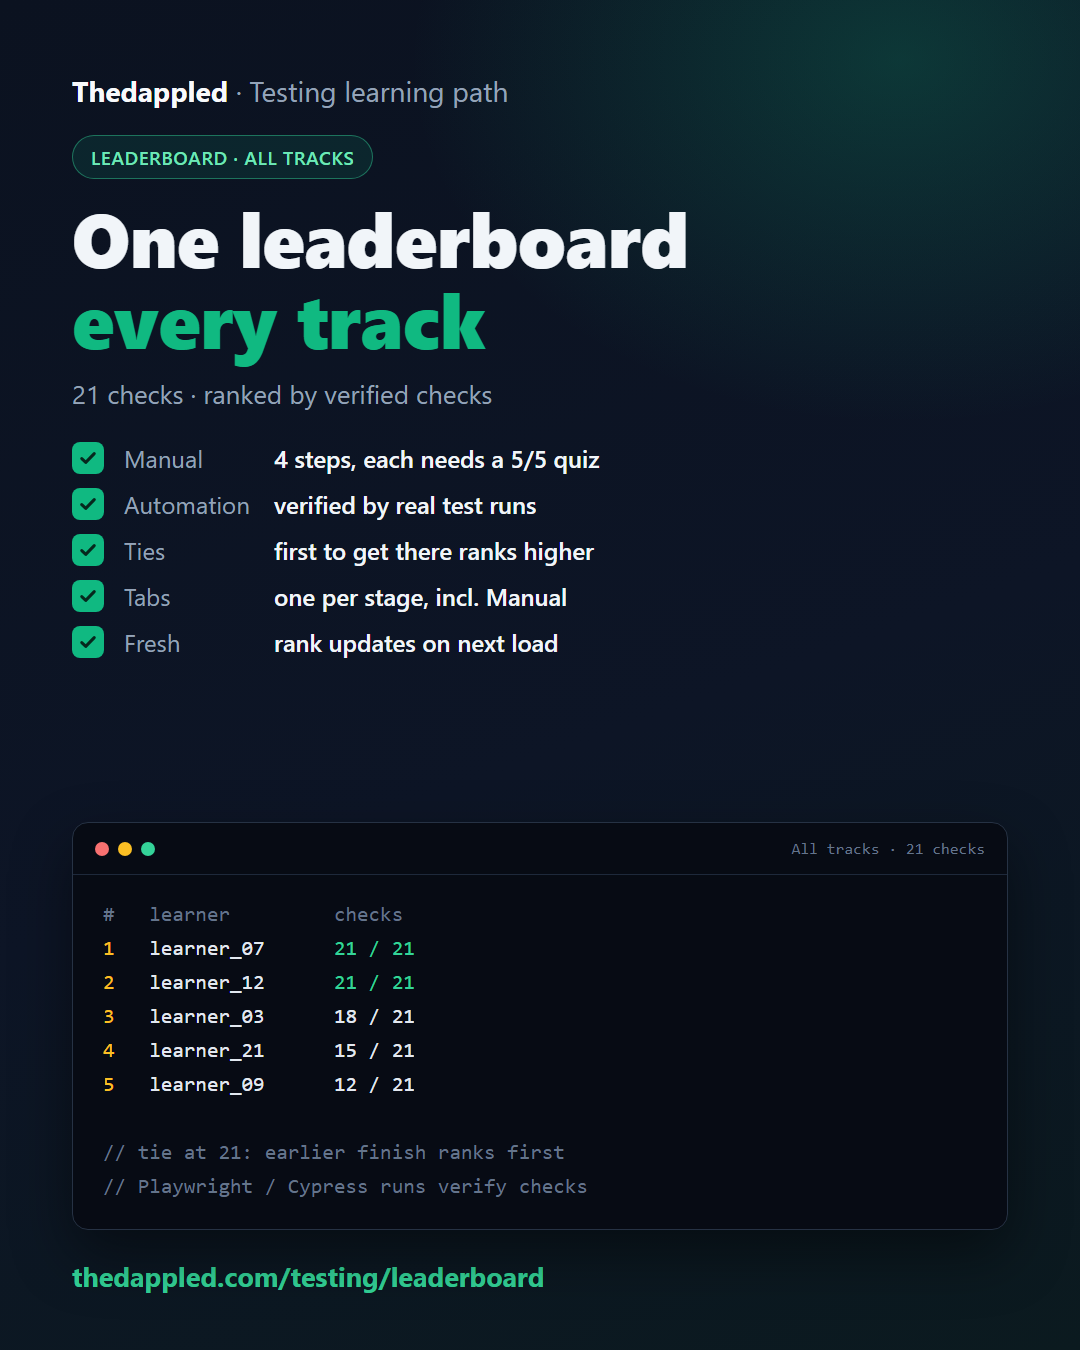 Thedappled · Testing learning path
LEADERBOARD · ALL TRACKS
One leaderboard
every track
21 checks · ranked by verified checks
Manual 4 steps, each needs a 5/5 quiz
Automation verified by real test runs
Ties first to get there ranks higher
Tabs one per stage, incl. Manual
Fresh rank updates on next load
All tracks · 21 checks
# learner checks
1 learner_07 21 / 21
2 learner_12 21 / 21
3 learner_03 18 / 21
4 learner_21 15 / 21
5 learner_09 12 / 21
// tie at 21: earlier finish ranks first
// Playwright / Cypress runs verify checks
thedappled.com/testing/leaderboard